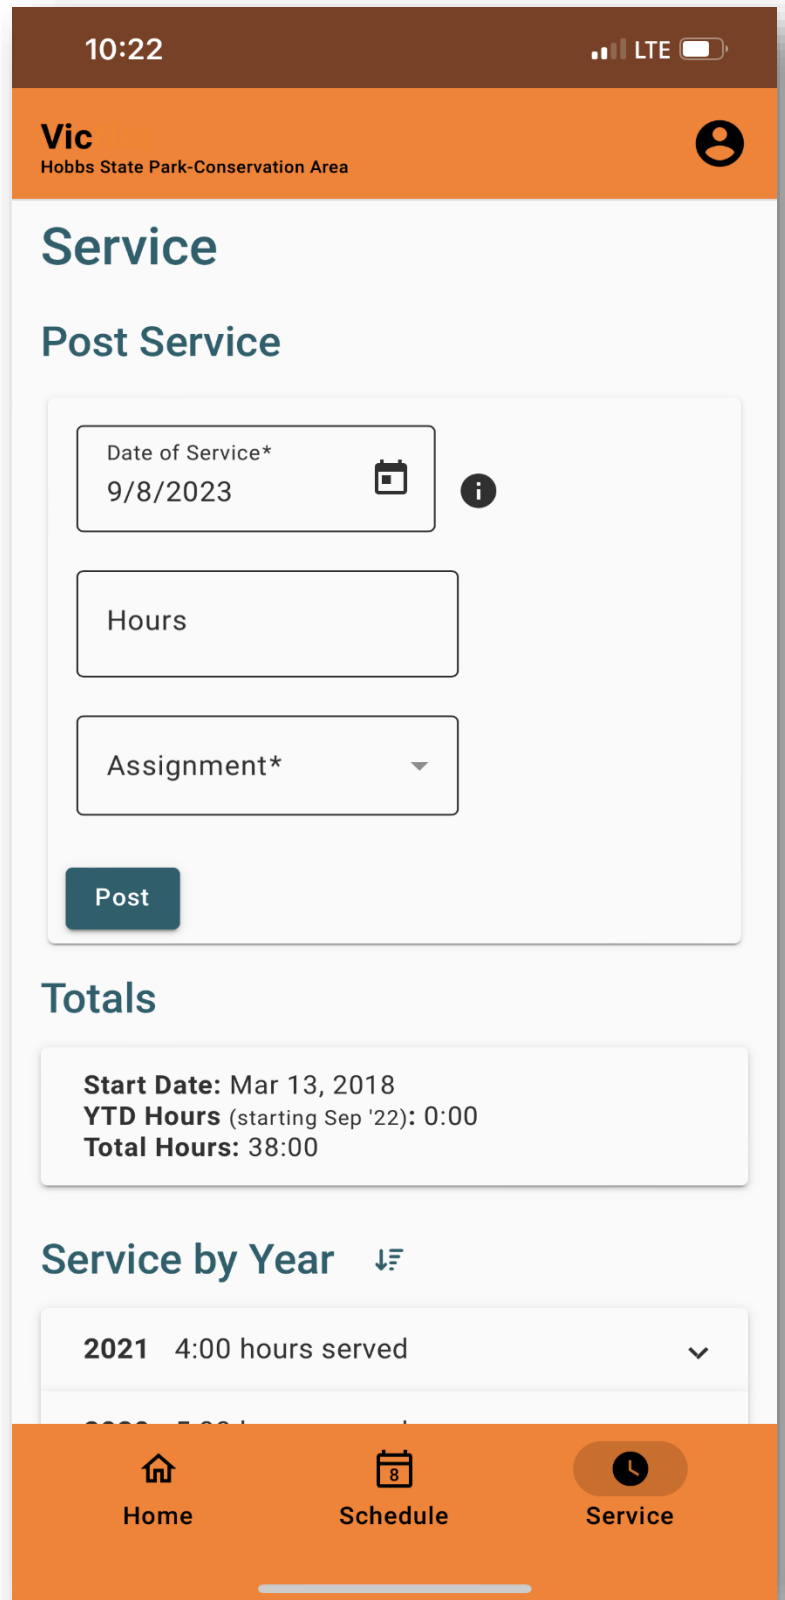 10:22
LTE
Vic
Hobbs State Park-Conservation Area
Service
Post Service
Date of Service*
9/8/2023
Hours
Assignment*
Post
Totals
Start Date: Mar 13, 2018
YTD Hours (starting Sep '22): 0:00
Total Hours: 38:00
Service by Year
2021 4:00 hours served
8
Home Schedule Service